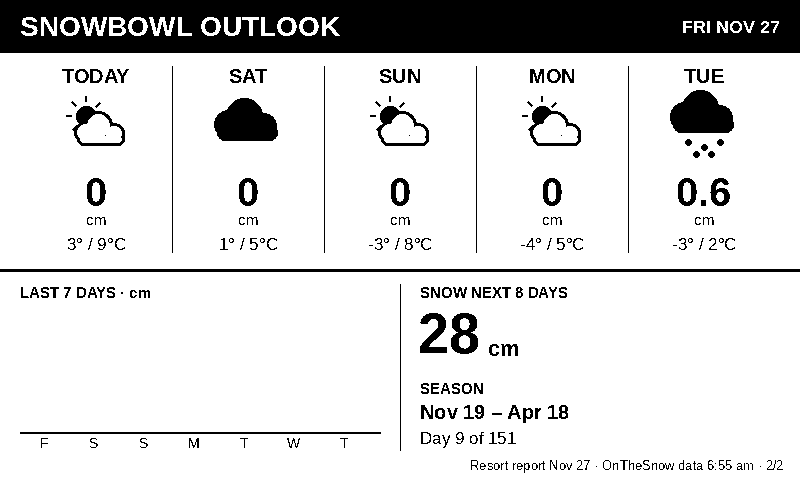 SNOWBOWL OUTLOOK FRI NOV 27
TODAY SAT SUN MON TUE
0 0 0 0 0.6
cm cm cm cm cm
3° / 9°C 1° / 5°C -3° / 8°C -4° / 5°C -3° / 2°C
LAST 7 DAYS · cm
F S S M T W T
SNOW NEXT 8 DAYS
28 cm
SEASON
Nov 19 – Apr 18
Day 9 of 151
Resort report Nov 27 · OnTheSnow data 6:55 am · 2/2